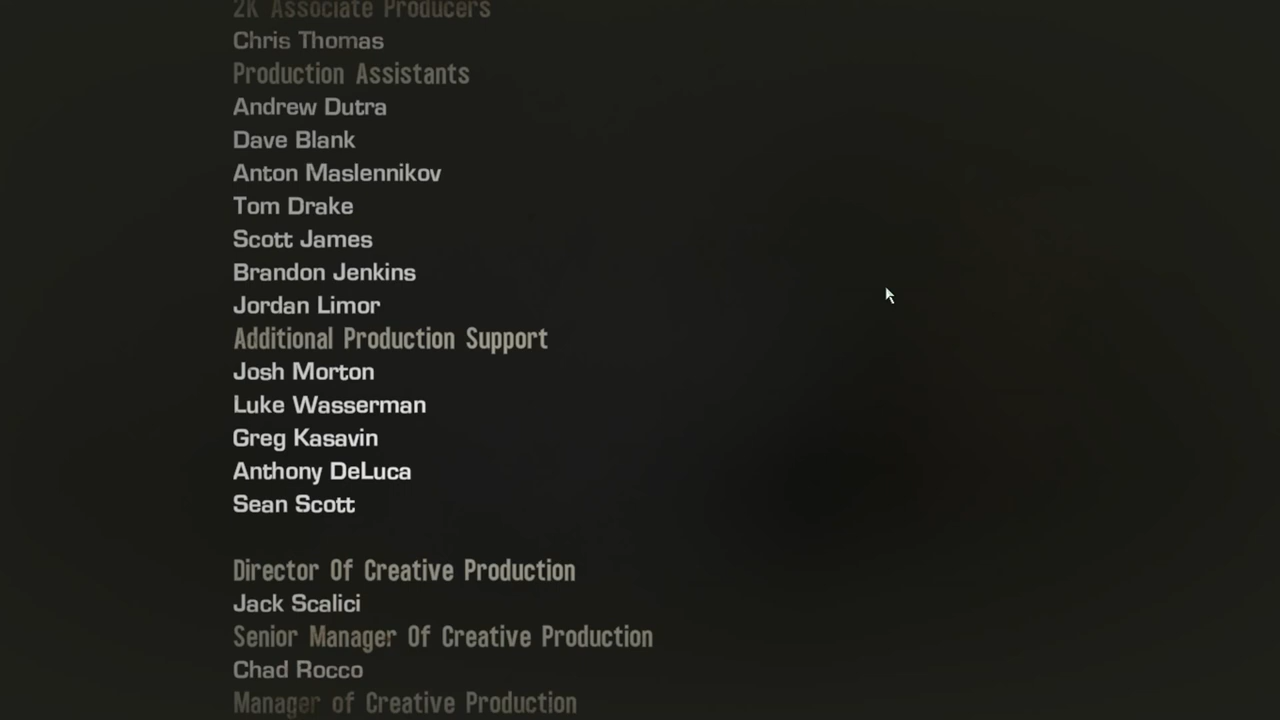 2K Associate Producers
Chris Thomas
Production Assistants
Andrew Dutra
Dave Blank
Anton Maslennikov
Tom Drake
Scott James
Brandon Jenkins
Jordan Limor
Additional Production Support
Josh Morton
Luke Wasserman
Greg Kasavin
Anthony DeLuca
Sean Scott
Director Of Creative Production
Jack Scalici
Senior Manager Of Creative Production
Chad Rocco
Manager of Creative Production